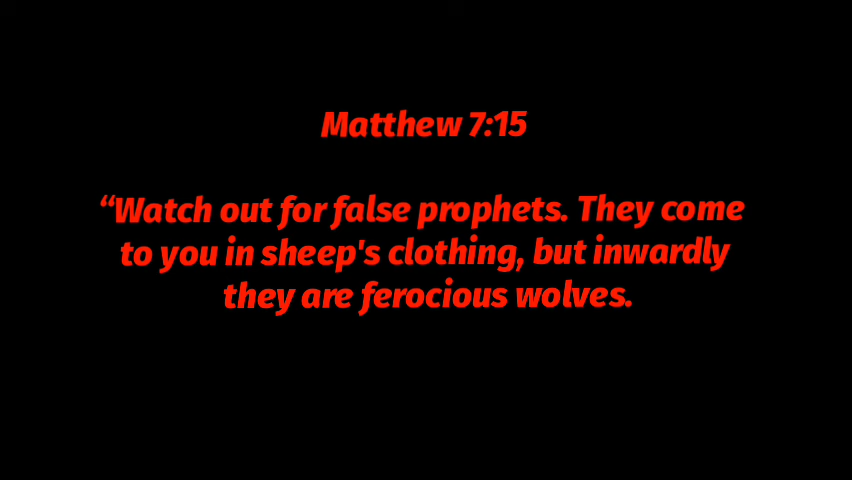 Matthew 7:15
“Watch out for false prophets. They come
to you in sheep's clothing, but inwardly
they are ferocious wolves.